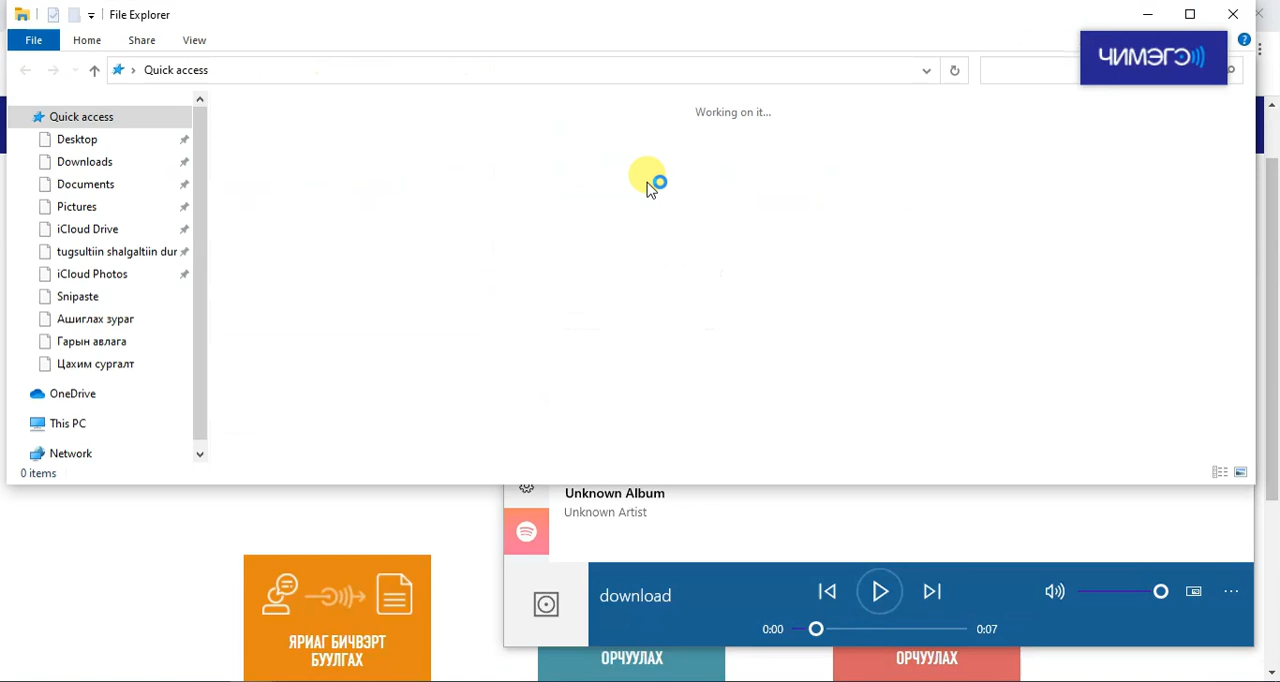 File Explorer
File
Home
Share
View
ЧИМЭГЭ
Quick access
Working on it...
Quick access
Desktop
Downloads
Documents
Pictures
iCloud Drive
tugsultiin shalgaltiin dur
iCloud Photos
Snipaste
Ашиглах зураг
Гарын авлага
Цахим сургалт
OneDrive
This PC
Network
0 items
Unknown Album
Unknown Artist
download
0:00
0:07
ЯРИАГ БИЧВЭРТ
БУУЛГАХ
ОРЧУУЛАХ
ОРЧУУЛАХ